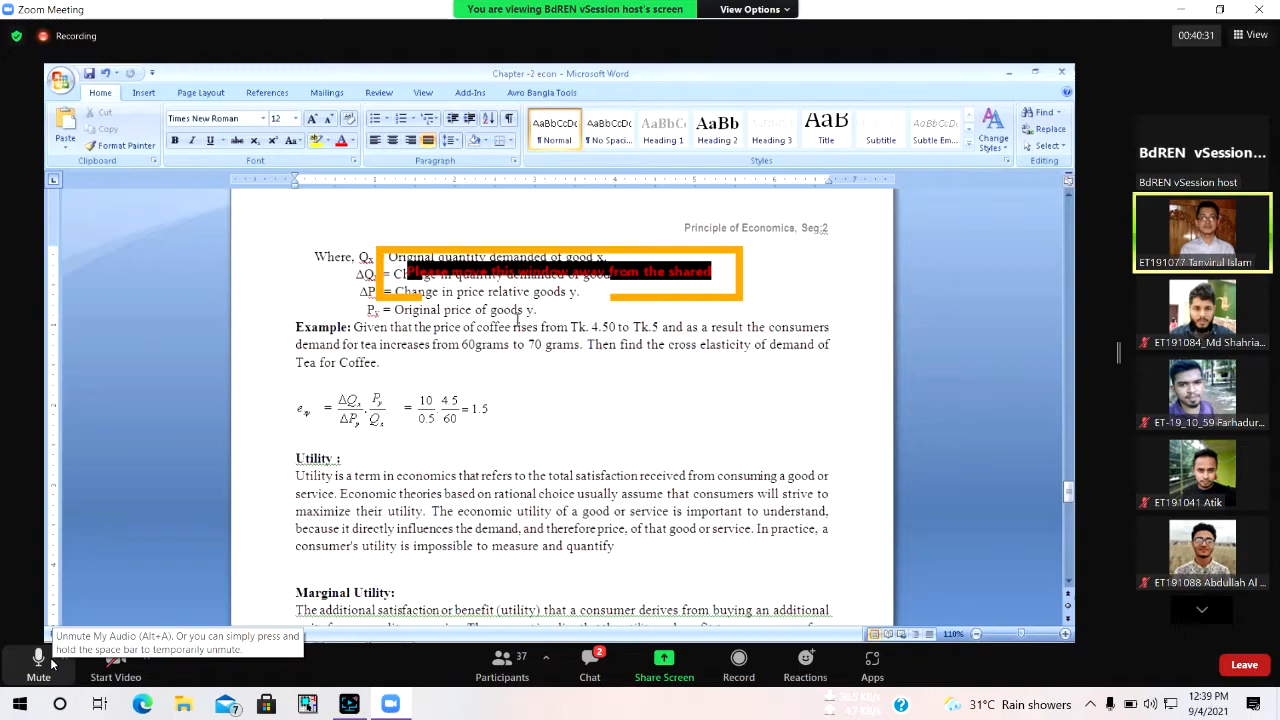 Zoom Meeting
You are viewing BdREN vSession host's screen
View Options
Recording
00:40:31
View
Chapter -2 econ - Microsoft Word
Home Insert Page Layout References Mailings Review View Add-Ins Avro Bangla Tools
Paste
Cut
Copy
Format Painter
Clipboard
Times New Roman 12
Font
Paragraph
AaBbCcDc AaBbCcDc AaBbCc AaBb AaBbCc AaBb AaBbCcI AaBbCcDc
¶ Normal ¶ No Spaci... Heading 1 Heading 2 Heading 3 Title Subtitle Subtle Em...
Change Styles
Styles
Find
Replace
Select
Editing
Principle of Economics, Seg:2
Where, Qx = Original quantity demanded of good x.
ΔQx = Change in quantity demanded of good
Please move this window away from the shared
ΔPy = Change in price relative goods y.
Py = Original price of goods y.
Example: Given that the price of coffee rises from Tk. 4.50 to Tk.5 and as a result the consumers
demand for tea increases from 60grams to 70 grams. Then find the cross elasticity of demand of
Tea for Coffee.
exy = ΔQx/ΔPy . Py/Qx = 10/0.5 . 4.5/60 = 1.5
Utility :
Utility is a term in economics that refers to the total satisfaction received from consuming a good or
service. Economic theories based on rational choice usually assume that consumers will strive to
maximize their utility. The economic utility of a good or service is important to understand,
because it directly influences the demand, and therefore price, of that good or service. In practice, a
consumer's utility is impossible to measure and quantify
Marginal Utility:
The additional satisfaction or benefit (utility) that a consumer derives from buying an additional
110%
BdREN vSession...
BdREN vSession host
ET191077 Tanvirul Islam
ET191084_Md Shahria...
ET-19_10_59 Farhadur...
ET191041 Atik
ET191088 Abdullah Al ...
Unmute My Audio (Alt+A). Or you can simply press and
hold the space bar to temporarily unmute.
Mute
Start Video
Participants 37
Chat 2
Share Screen
Record
Reactions
Apps
Leave
7
31°C Rain showers
12:39 PM
9/4/2021